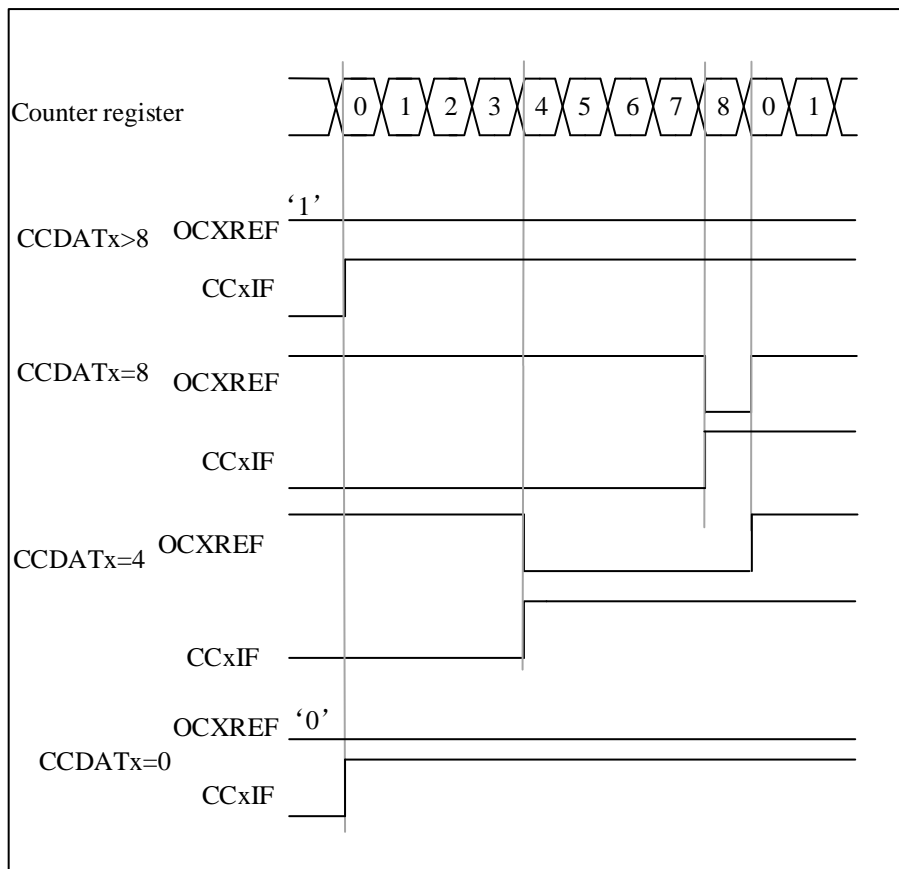 Counter register
0 1 2 3 4 5 6 7 8 0 1
‘1’
CCDATx>8 OCXREF
CCxIF
CCDATx=8 OCXREF
CCxIF
CCDATx=4 OCXREF
CCxIF
OCXREF ‘0’
CCDATx=0
CCxIF